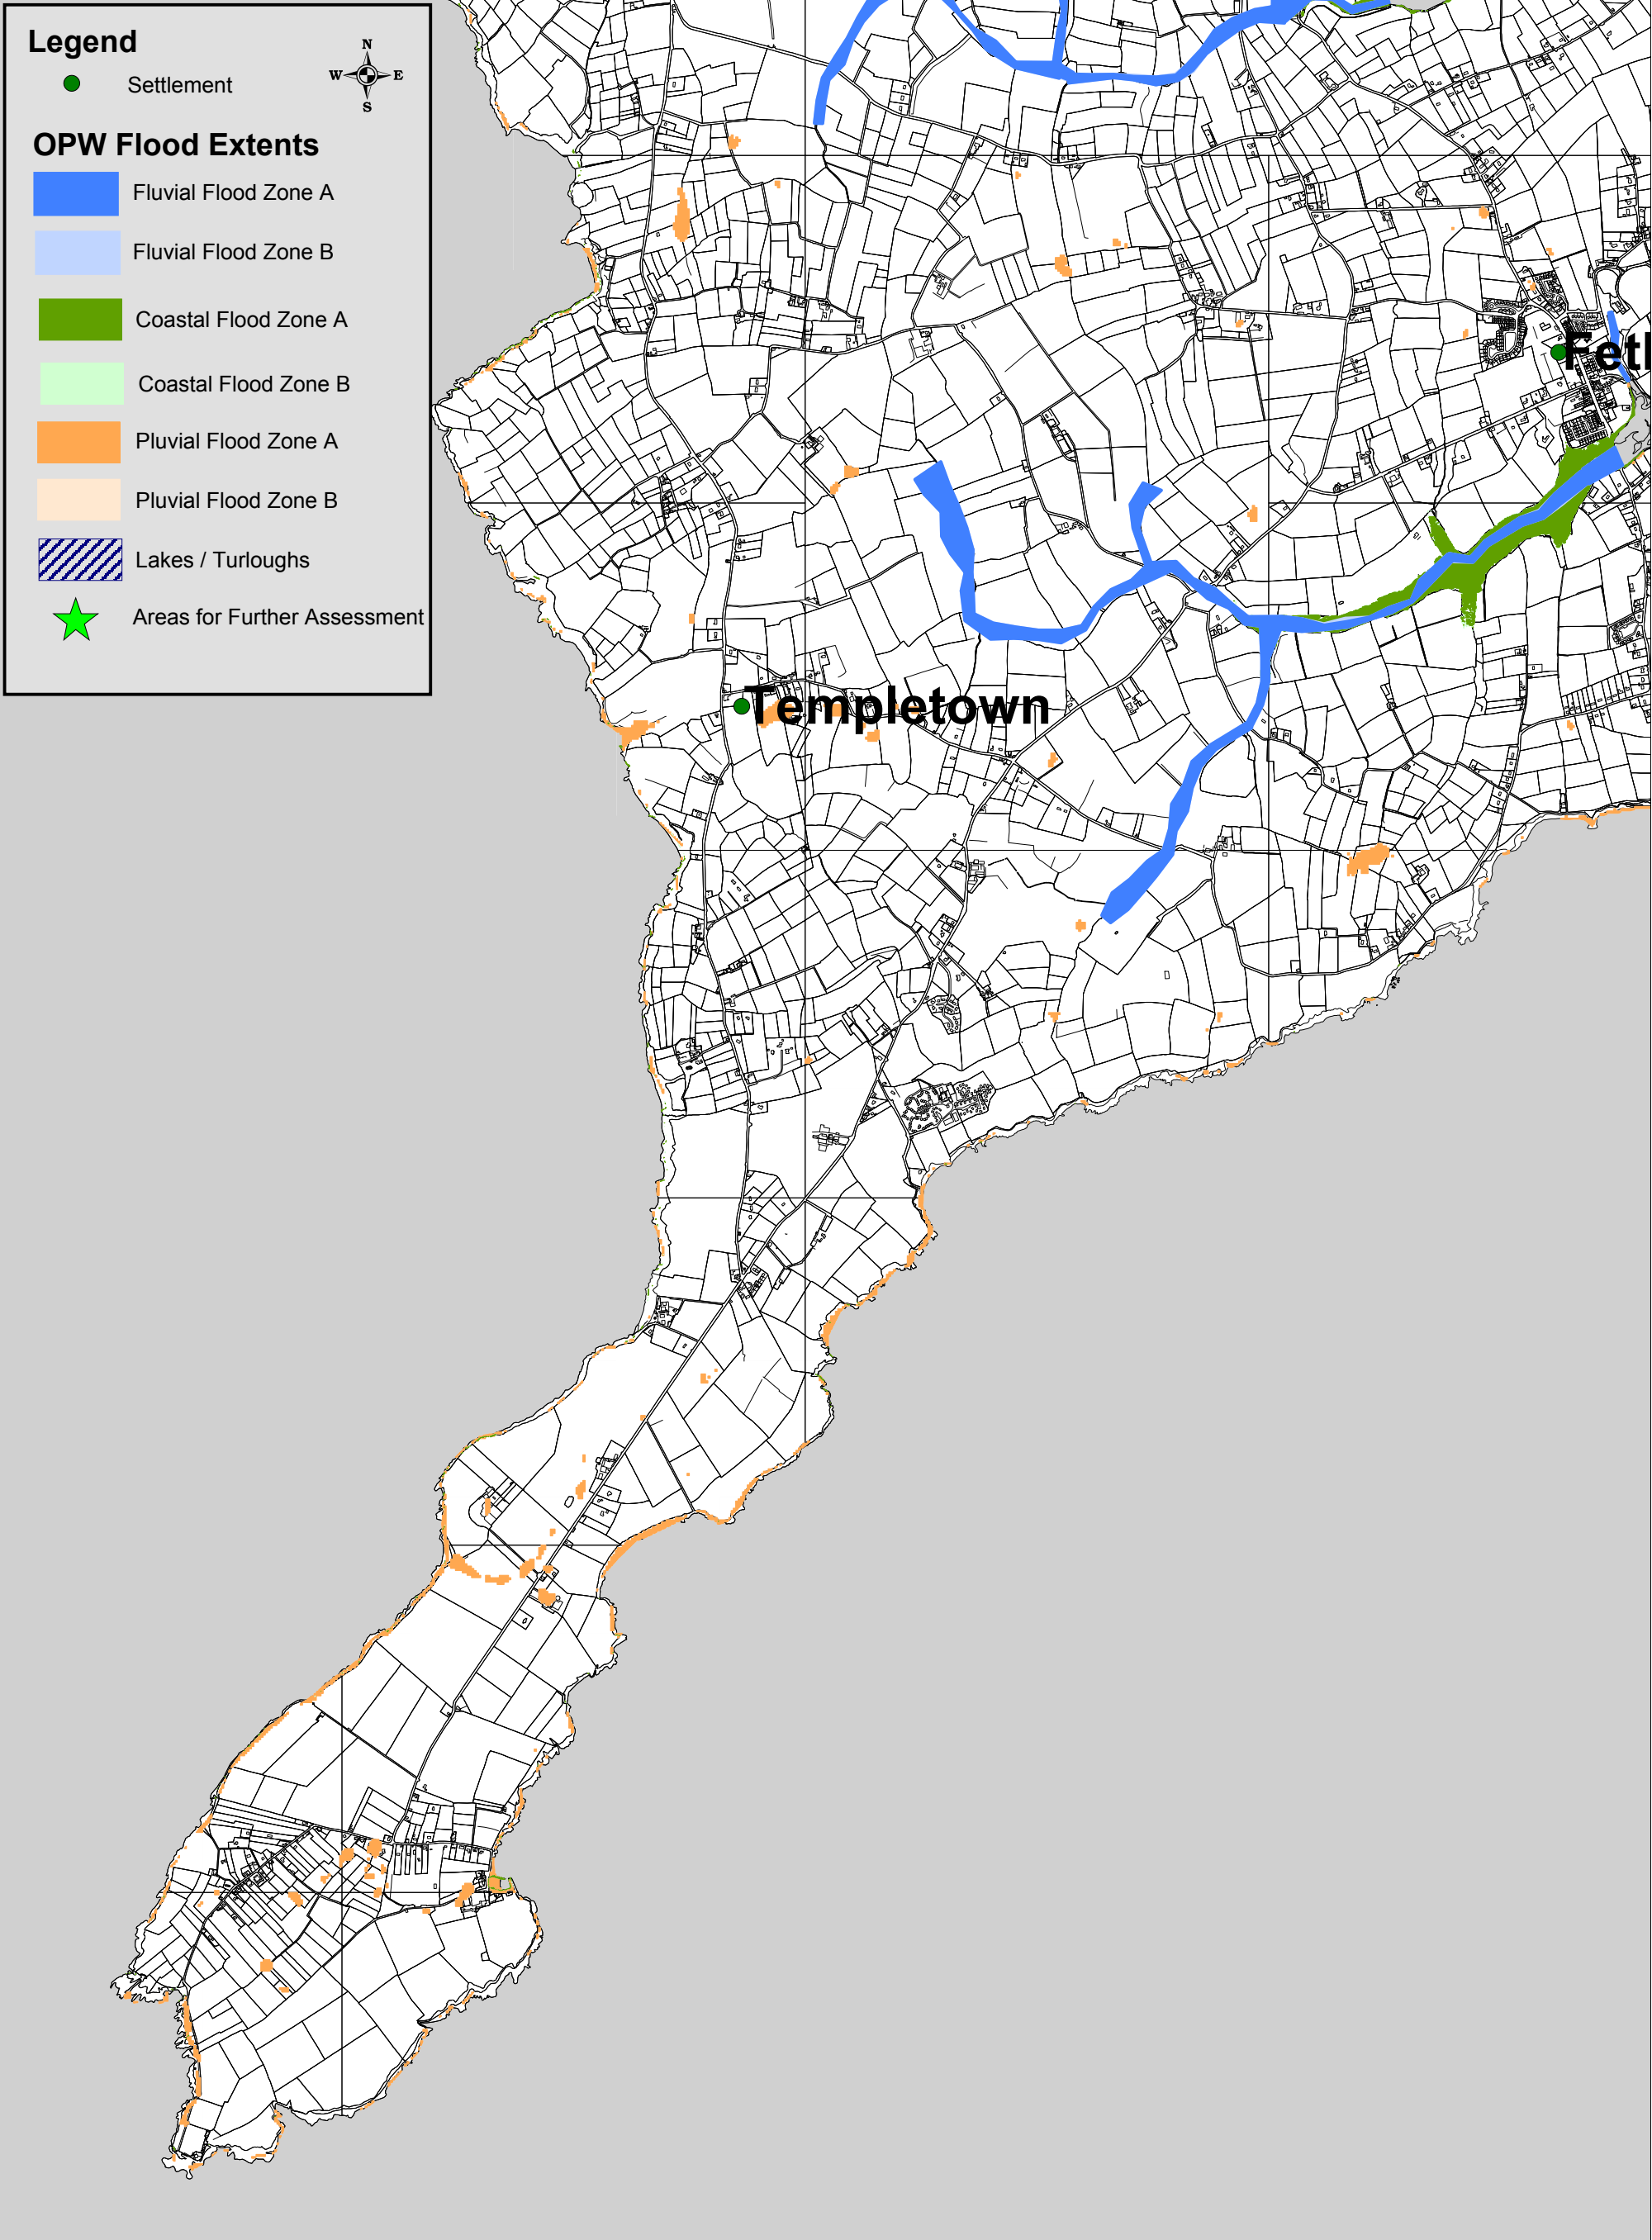 Legend
N
W E
S
Settlement
OPW Flood Extents
Fluvial Flood Zone A
Fluvial Flood Zone B
Coastal Flood Zone A
Coastal Flood Zone B
Pluvial Flood Zone A
Pluvial Flood Zone B
Lakes / Turloughs
Areas for Further Assessment
Feth
Templetown